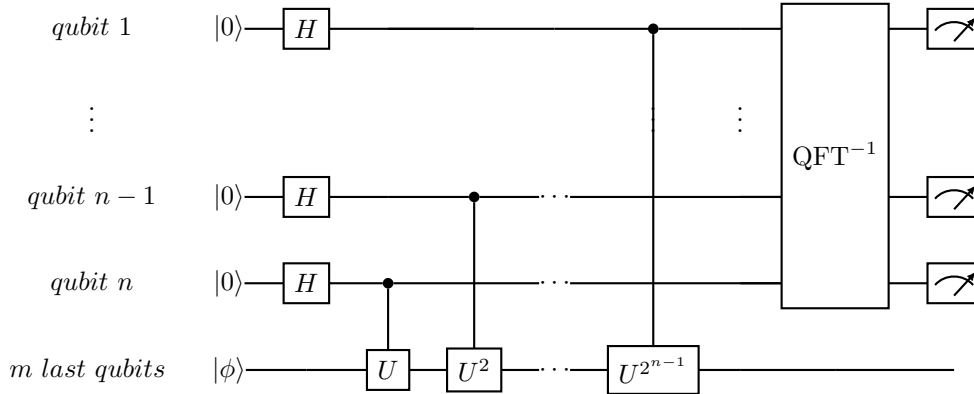 qubit 1 |0⟩ H
⋮ ⋮ ⋮ QFT⁻¹
qubit n − 1 |0⟩ H ···
qubit n |0⟩ H ···
m last qubits |ϕ⟩ U U² ··· U^{2^{n−1}}